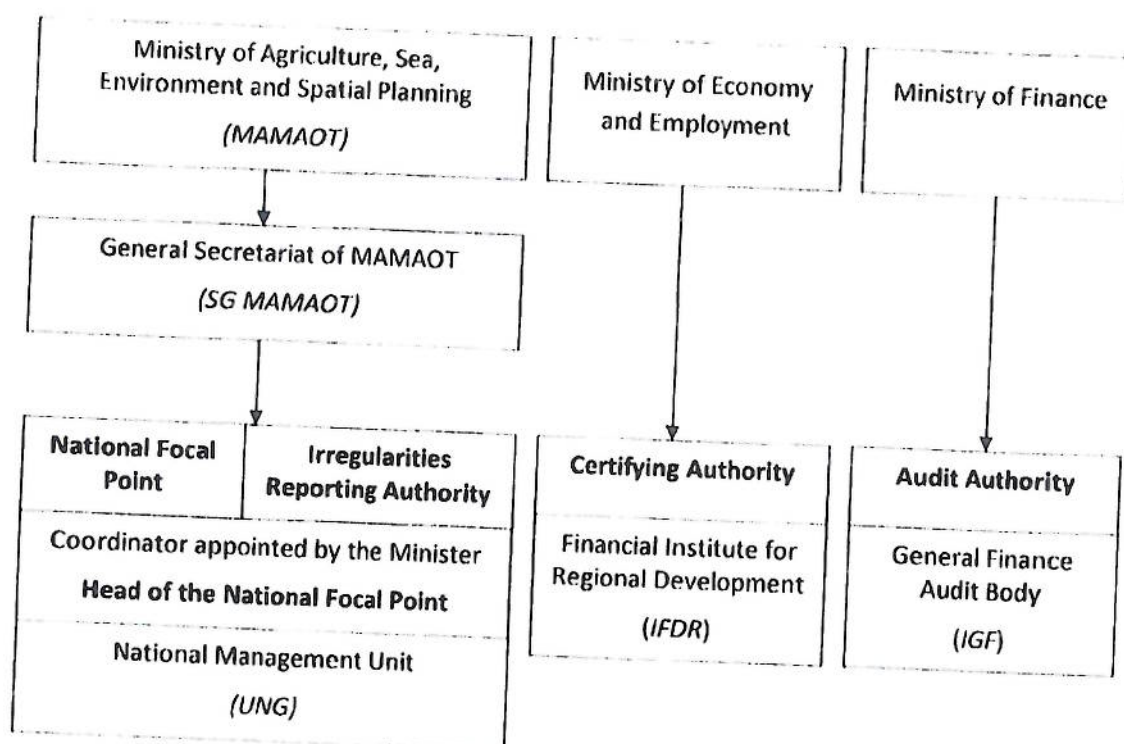 Ministry of Agriculture, Sea,
Environment and Spatial Planning
(MAMAOT)
Ministry of Economy
and Employment
Ministry of Finance
General Secretariat of MAMAOT
(SG MAMAOT)
National Focal
Point
Irregularities
Reporting Authority
Coordinator appointed by the Minister
Head of the National Focal Point
National Management Unit
(UNG)
Certifying Authority
Financial Institute for
Regional Development
(IFDR)
Audit Authority
General Finance
Audit Body
(IGF)